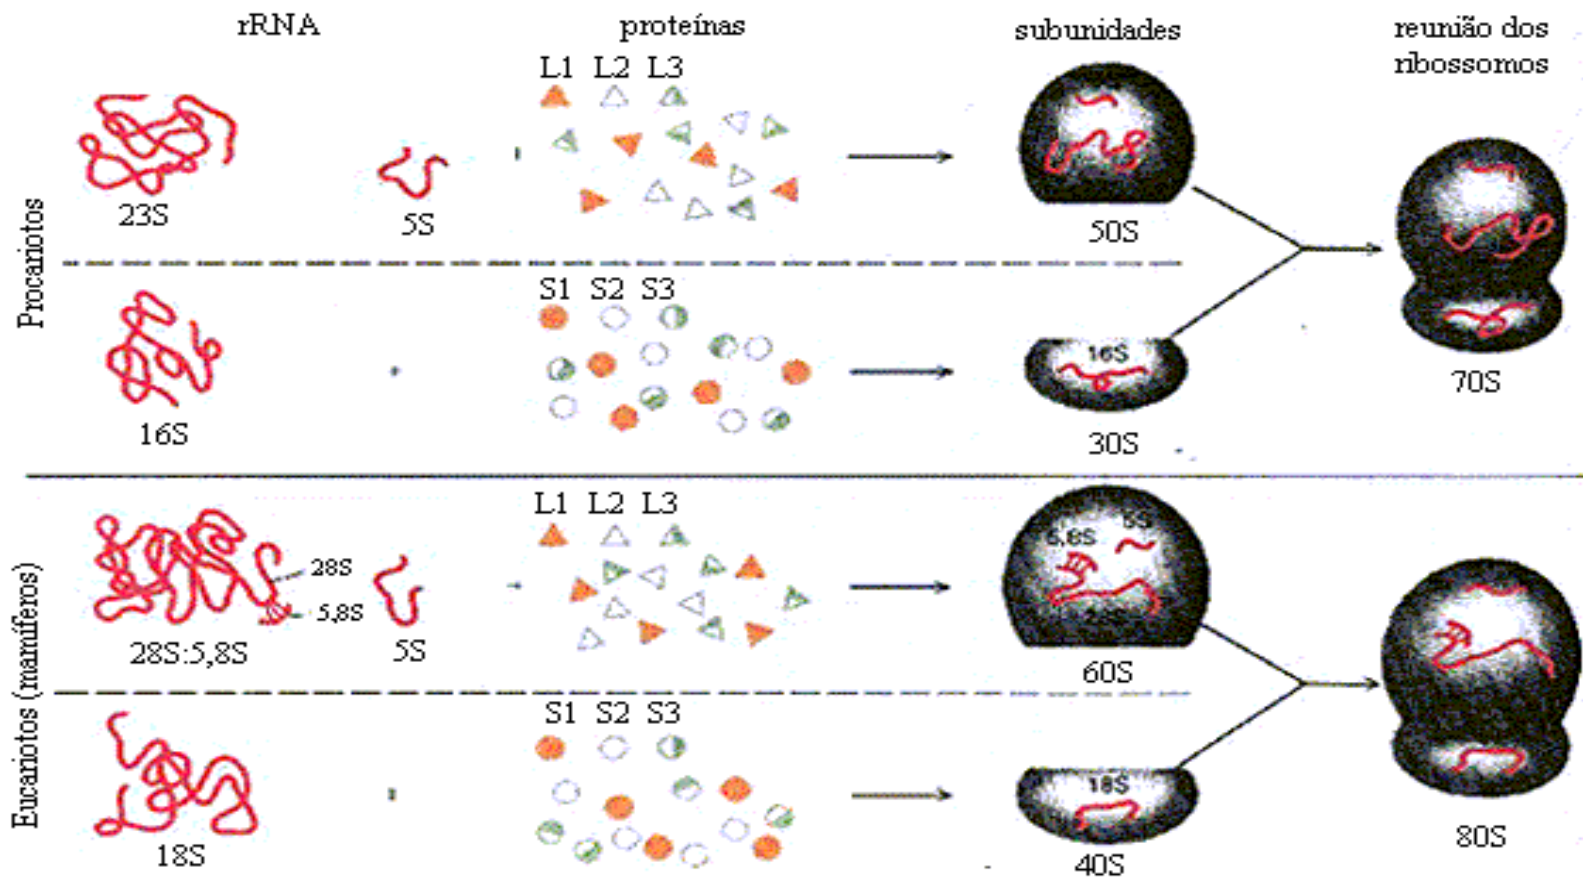 rRNA
proteínas
subunidades
reunião dos
ribossomos
Procariotos
L1 L2 L3
23S
5S
50S
S1 S2 S3
16S
16S
30S
70S
Eucariotos (mamíferos)
L1 L2 L3
28S
5,8S
28S:5,8S
5S
5,8S
5S
60S
S1 S2 S3
18S
18S
40S
80S